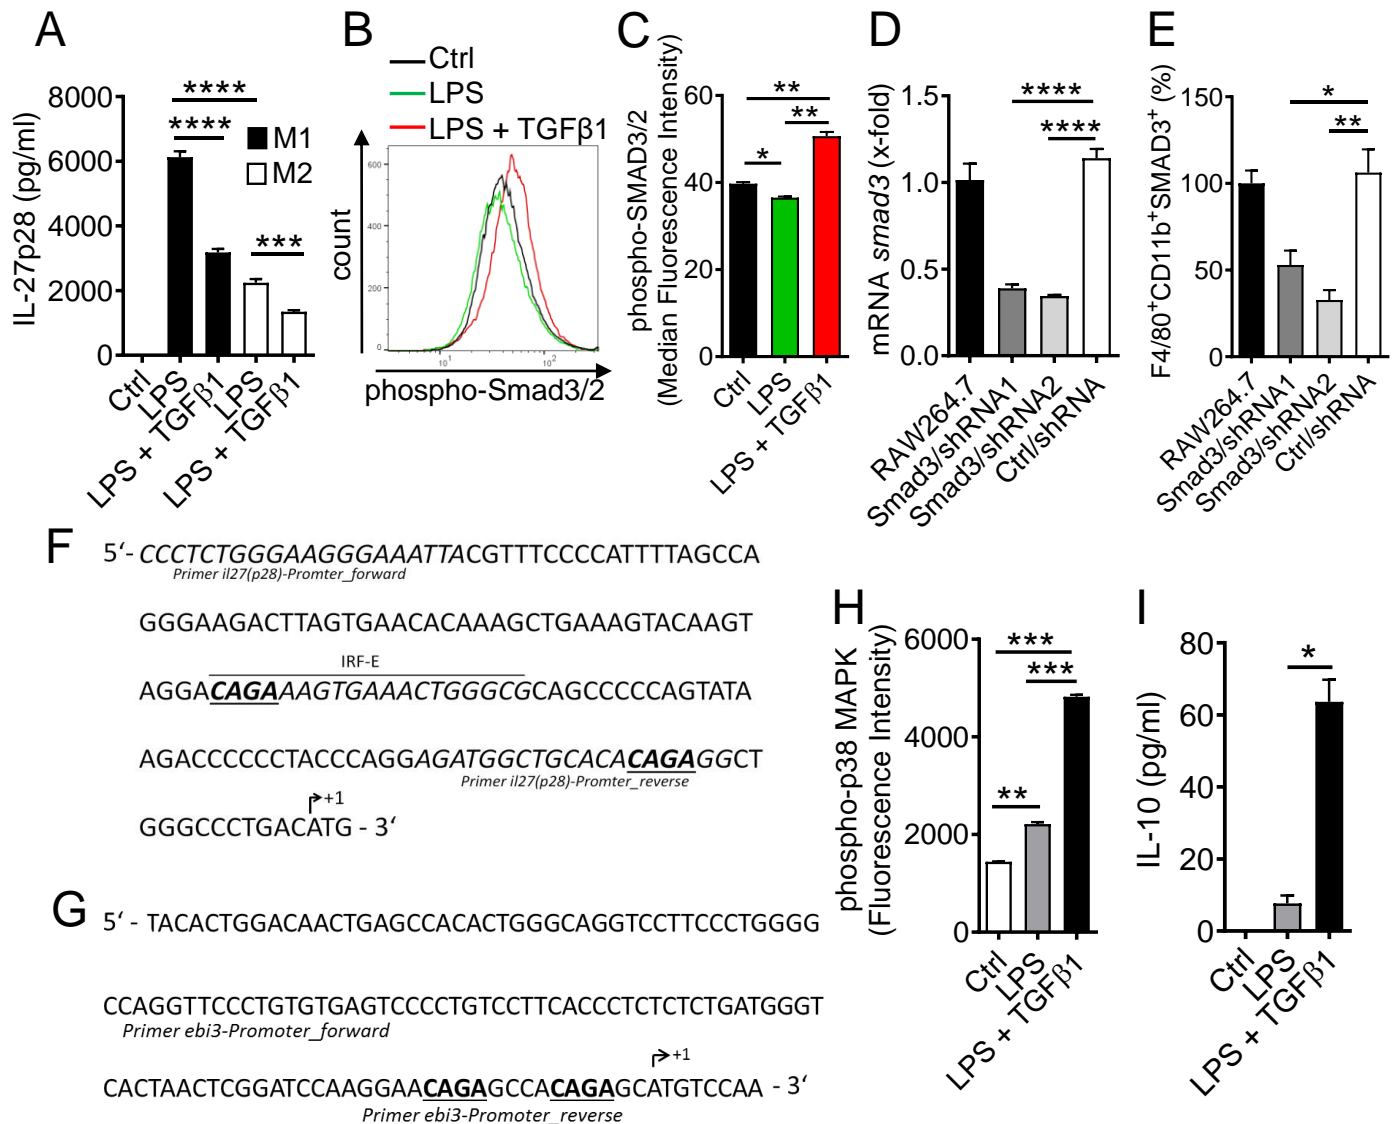 A
IL-27p28 (pg/ml)
8000
6000
4000
2000
0
****
****
***
M1
M2
Ctrl
LPS
LPS + TGFβ1
LPS
LPS + TGFβ1
B
Ctrl
LPS
LPS + TGFβ1
count
600
400
200
0
10¹
10²
phospho-Smad3/2
C
phospho-SMAD3/2
(Median Fluorescence Intensity)
60
40
20
0
**
**
*
Ctrl
LPS
LPS + TGFβ1
D
mRNA smad3 (x-fold)
1.5
1.0
0.5
0.0
****
****
RAW264.7
Smad3/shRNA1
Smad3/shRNA2
Ctrl/shRNA
E
F4/80⁺CD11b⁺SMAD3⁺ (%)
150
100
50
0
*
**
RAW264.7
Smad3/shRNA1
Smad3/shRNA2
Ctrl/shRNA
F
5‘- CCCTCTGGGAAGGGAAATTACGTTTCCCCATTTTAGCCA
Primer il27(p28)-Promter_forward
GGGAAGACTTAGTGAACACAAAGCTGAAAGTACAAGT
IRF-E
AGGACAGAAAGTGAAACTGGGCGCAGCCCCCAGTATA
AGACCCCCCTACCCAGGAGATGGCTGCACACAGAGGCT
Primer il27(p28)-Promter_reverse
+1
GGGCCCTGACATG - 3‘
G
5‘ - TACACTGGACAACTGAGCCACACTGGGCAGGTCCTTCCCTGGGG
CCAGGTTCCCTGTGTGAGTCCCCTGTCCTTCACCCTCTCTCTGATGGGT
Primer ebi3-Promoter_forward
+1
CACTAACTCGGATCCAAGGAACAGAGCCACAGAGCATGTCCAA - 3‘
Primer ebi3-Promoter_reverse
H
phospho-p38 MAPK
(Fluorescence Intensity)
6000
4000
2000
0
***
***
**
Ctrl
LPS
LPS + TGFβ1
I
IL-10 (pg/ml)
80
60
40
20
0
*
Ctrl
LPS
LPS + TGFβ1